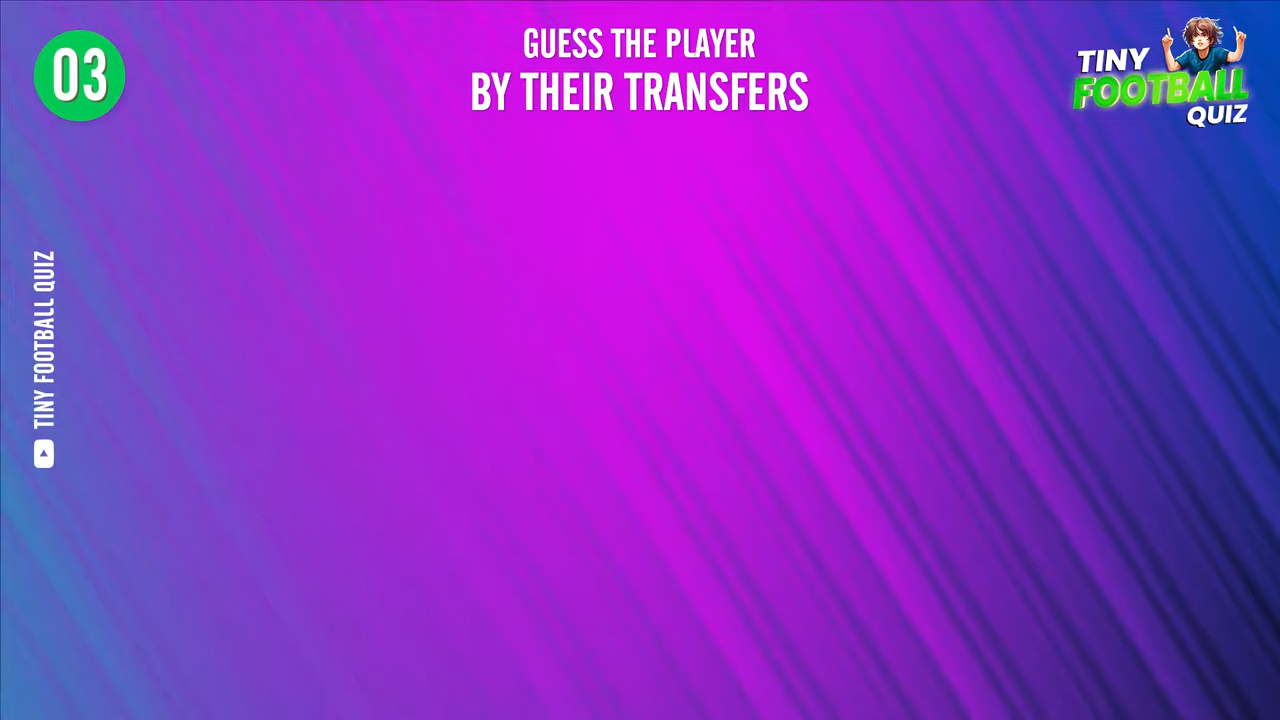 03
GUESS THE PLAYER
BY THEIR TRANSFERS
TINY
FOOTBALL
QUIZ
TINY FOOTBALL QUIZ